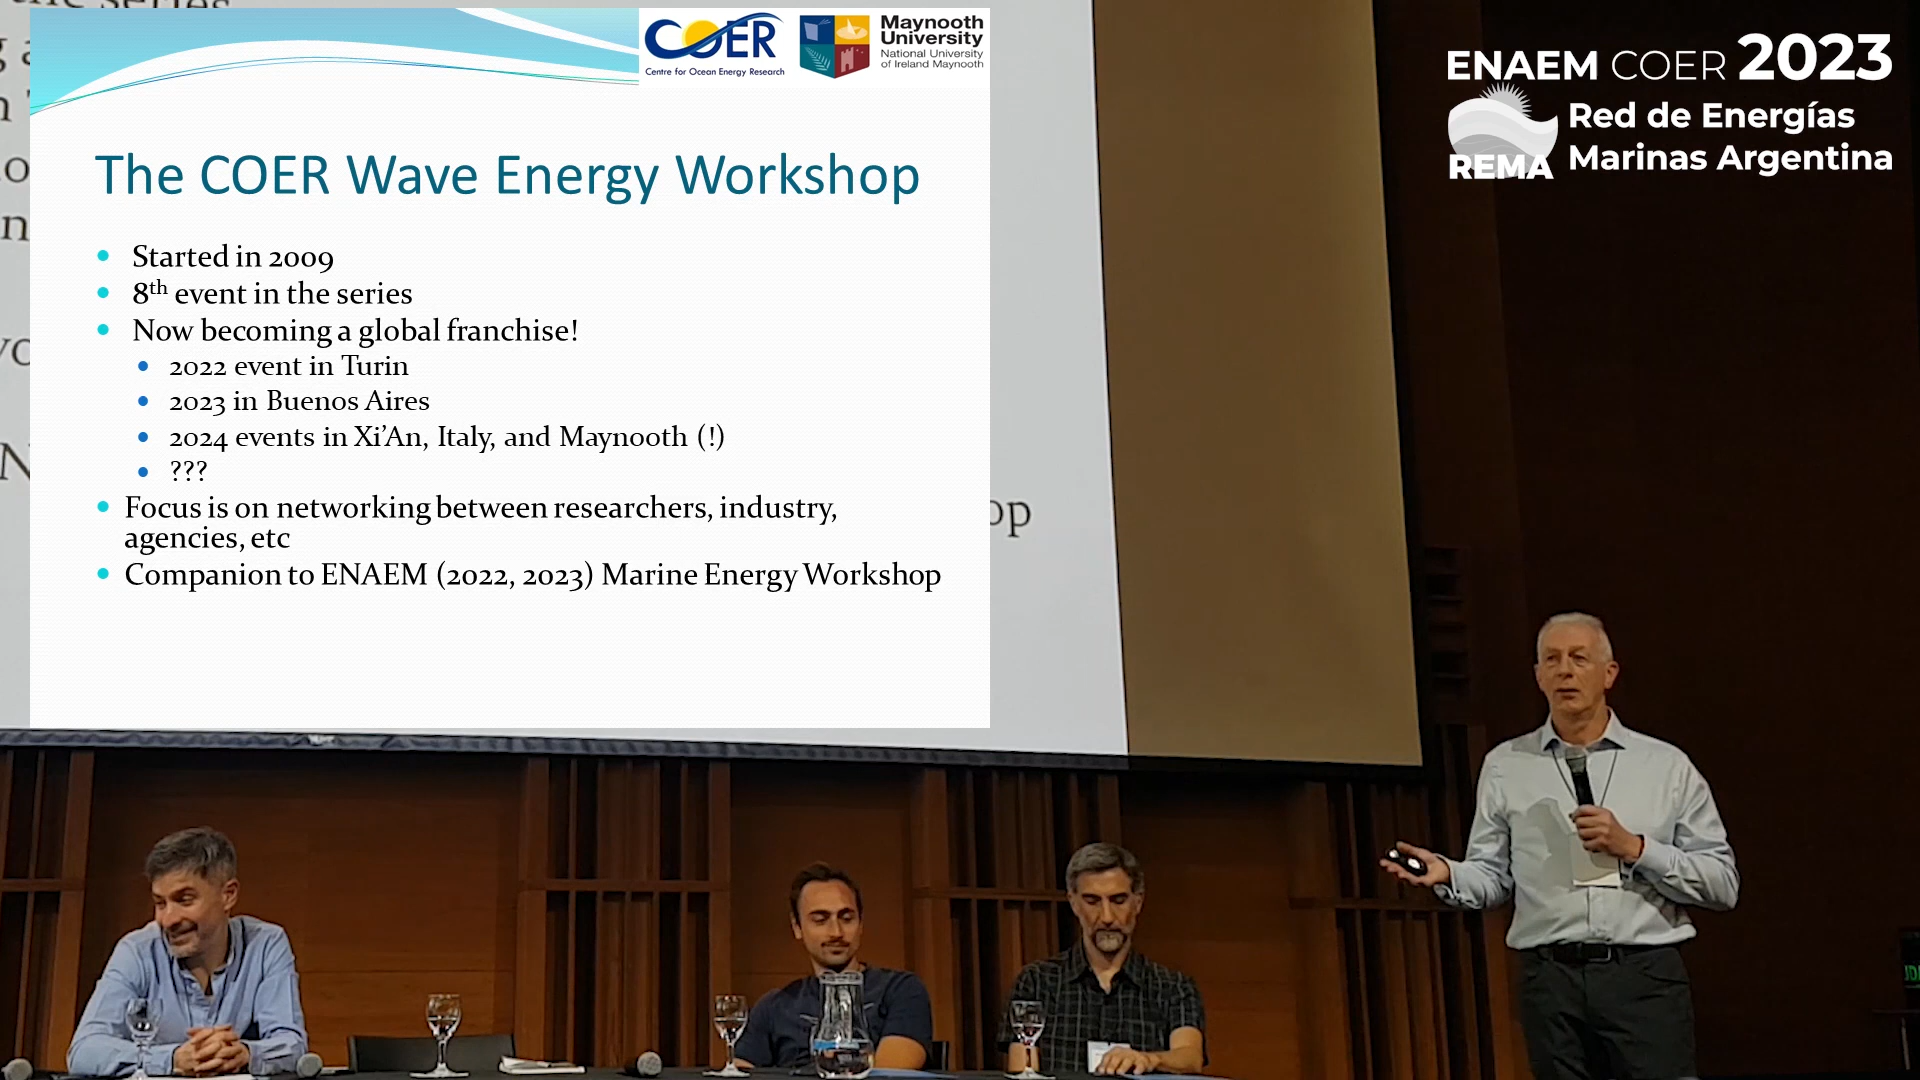 COER
Centre for Ocean Energy Research
Maynooth
University
National University
of Ireland Maynooth
The COER Wave Energy Workshop
Started in 2009
8th event in the series
Now becoming a global franchise!
2022 event in Turin
2023 in Buenos Aires
2024 events in Xi'An, Italy, and Maynooth (!)
???
Focus is on networking between researchers, industry,
agencies, etc
Companion to ENAEM (2022, 2023) Marine Energy Workshop
op
ENAEM COER 2023
REMA
Red de Energías
Marinas Argentina